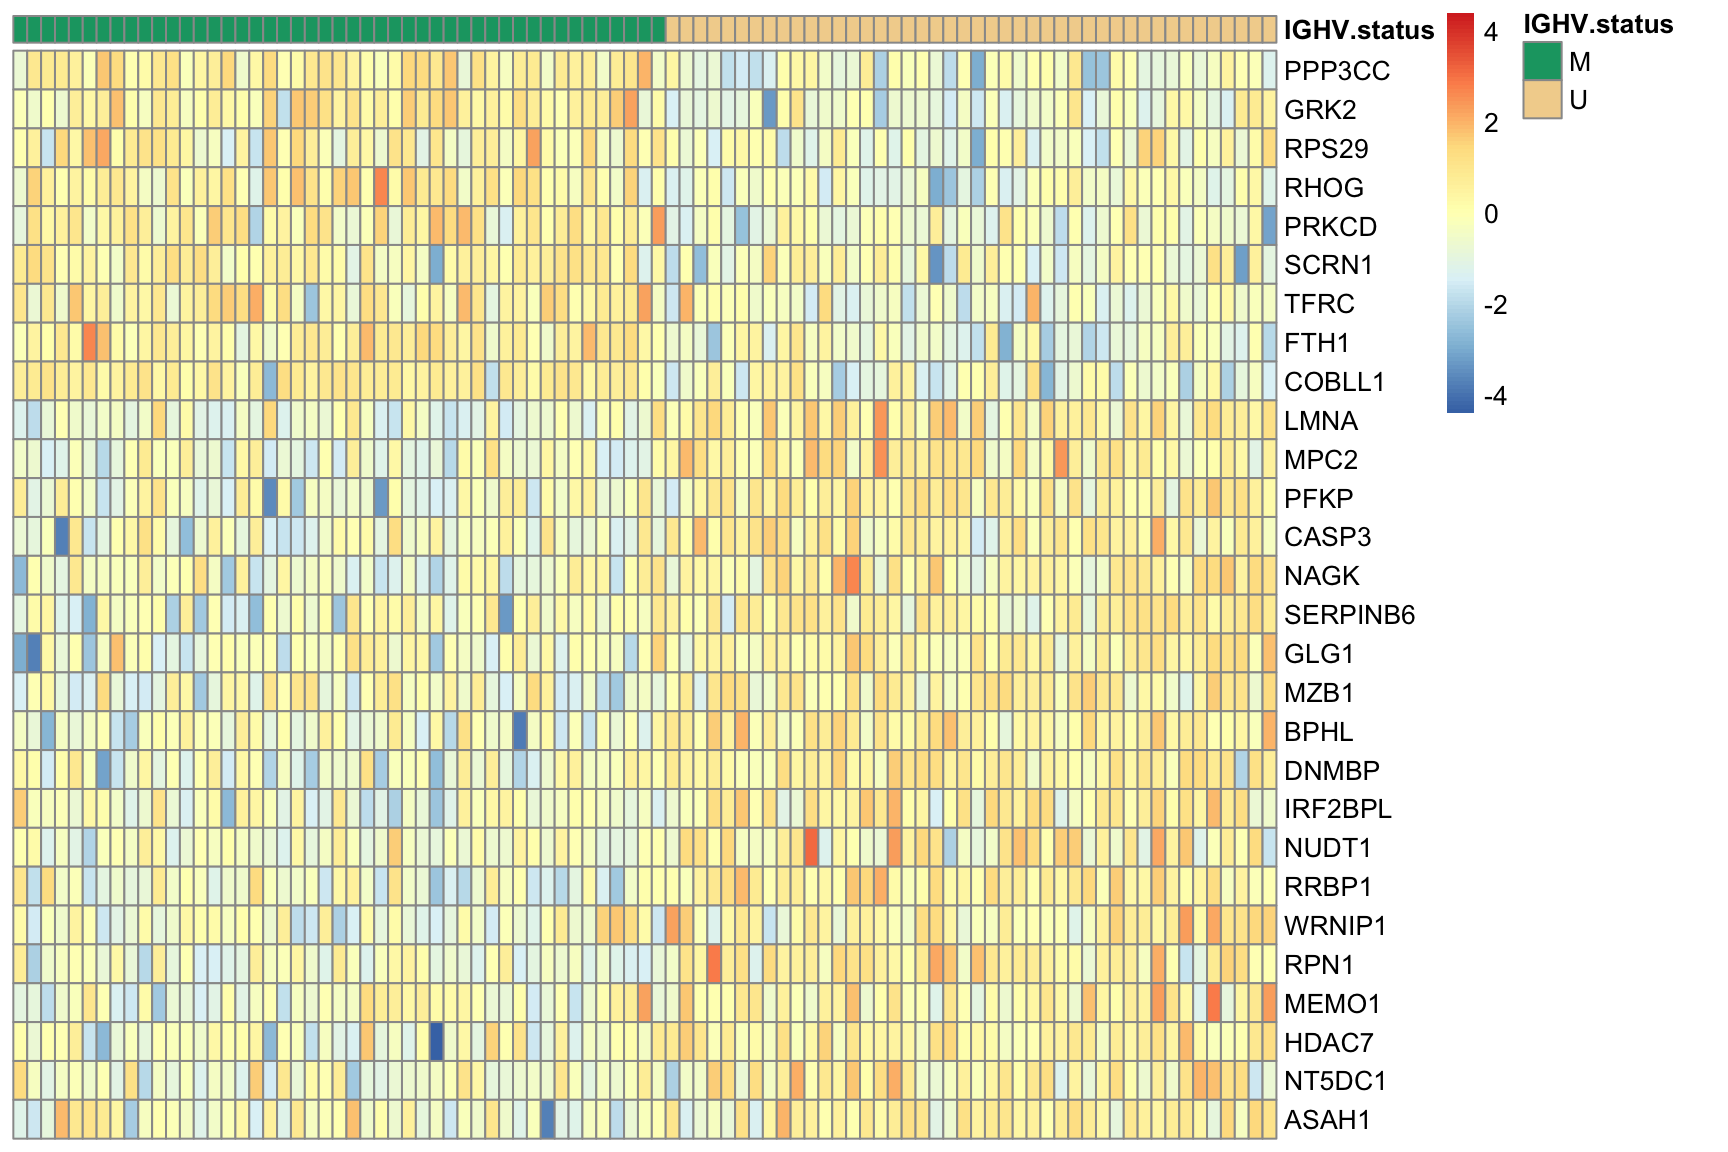 IGHV.status
PPP3CC
GRK2
RPS29
RHOG
PRKCD
SCRN1
TFRC
FTH1
COBLL1
LMNA
MPC2
PFKP
CASP3
NAGK
SERPINB6
GLG1
MZB1
BPHL
DNMBP
IRF2BPL
NUDT1
RRBP1
WRNIP1
RPN1
MEMO1
HDAC7
NT5DC1
ASAH1
4
2
0
-2
-4
IGHV.status
M
U